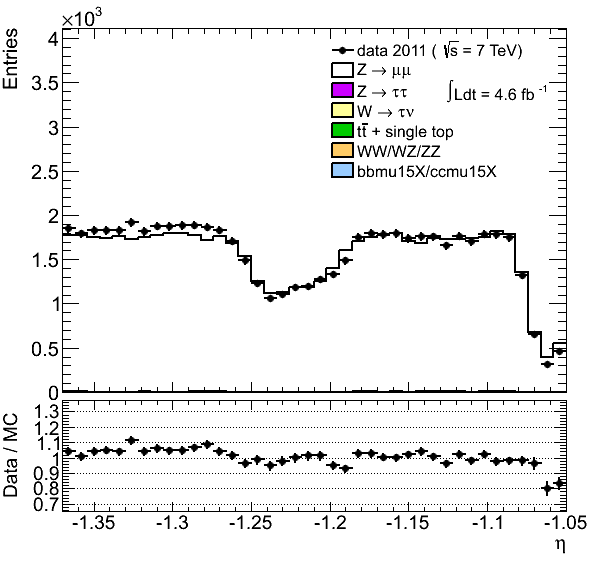 ×10³
Entries
4
3.5
3
2.5
2
1.5
1
0.5
0
data 2011 ( √s = 7 TeV)
Z → μμ
Z → ττ
∫Ldt = 4.6 fb⁻¹
W → τν
tt̄ + single top
WW/WZ/ZZ
bbmu15X/ccmu15X
Data / MC
1.3
1.2
1.1
1
0.9
0.8
0.7
-1.35 -1.3 -1.25 -1.2 -1.15 -1.1 -1.05
η